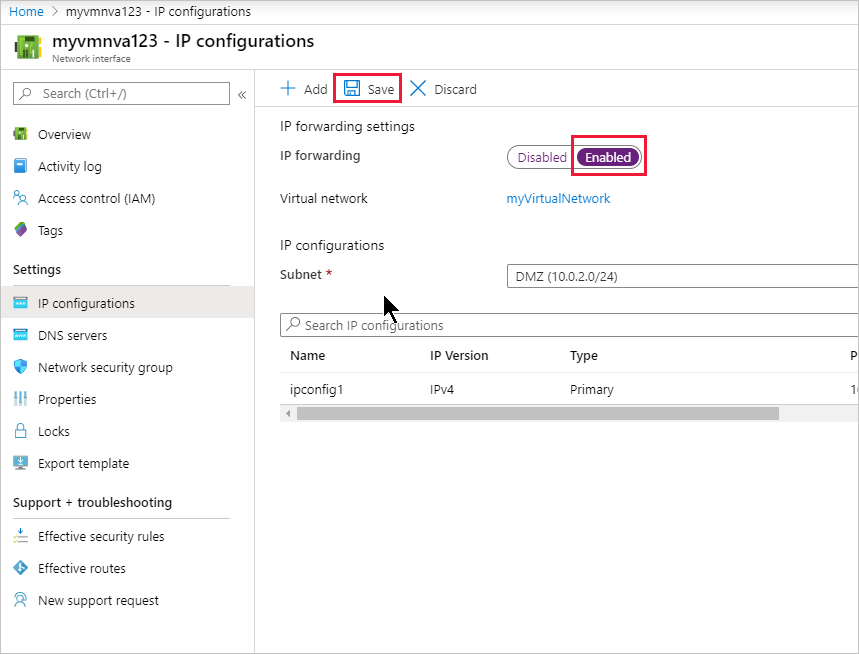 Home > myvmnva123 - IP configurations
myvmnva123 - IP configurations
Network interface
Search (Ctrl+/)
«
Overview
Activity log
Access control (IAM)
Tags
Settings
IP configurations
DNS servers
Network security group
Properties
Locks
Export template
Support + troubleshooting
Effective security rules
Effective routes
New support request
Add Save Discard
IP forwarding settings
IP forwarding Disabled Enabled
Virtual network myVirtualNetwork
IP configurations
Subnet * DMZ (10.0.2.0/24)
Search IP configurations
Name IP Version Type P
ipconfig1 IPv4 Primary 10